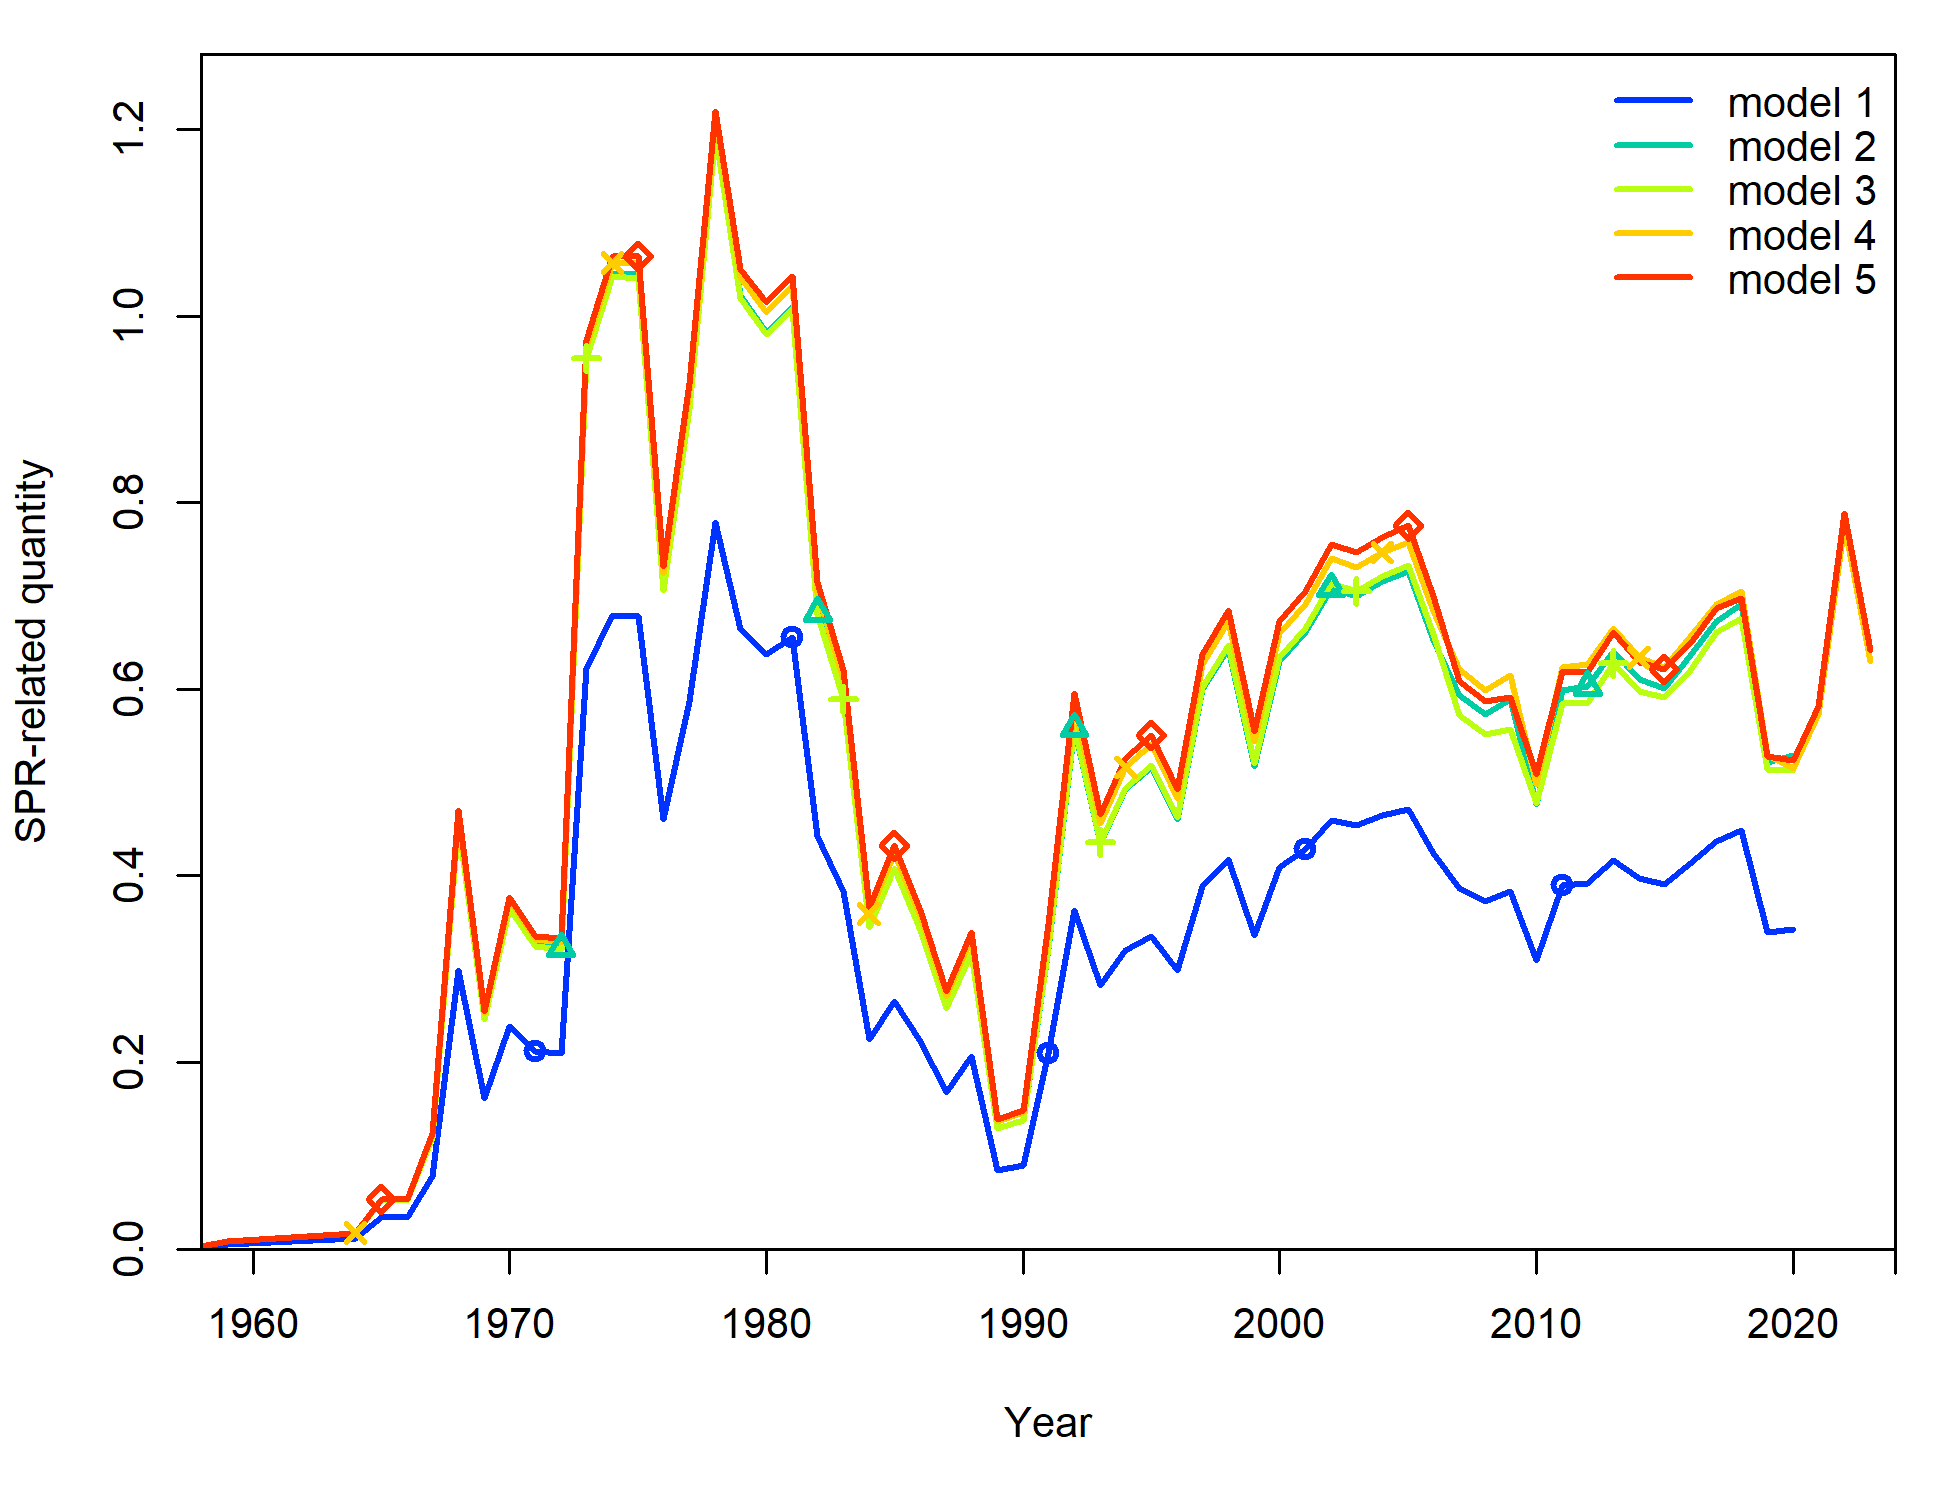 model 1
model 2
model 3
model 4
model 5
SPR-related quantity
1.2
1.0
0.8
0.6
0.4
0.2
0.0
1960 1970 1980 1990 2000 2010 2020
Year